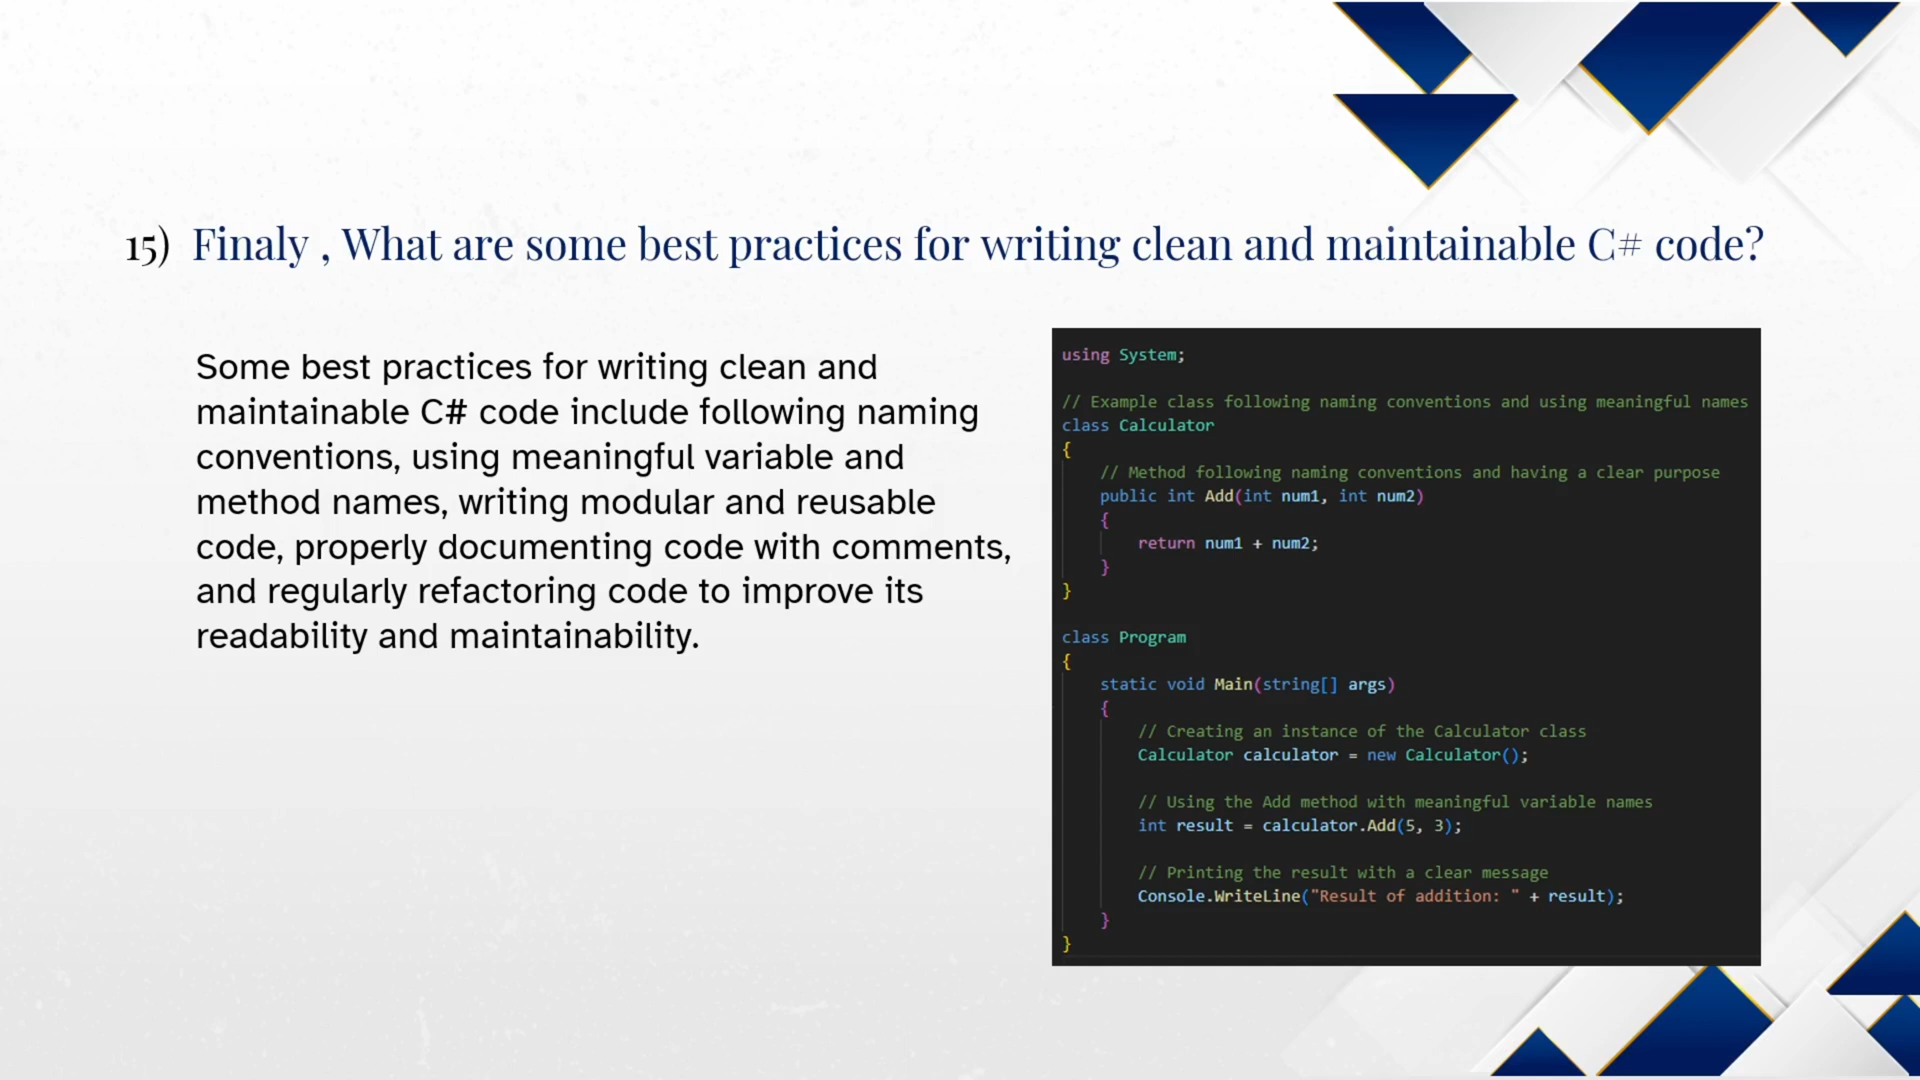 15) Finaly , What are some best practices for writing clean and maintainable C# code?
Some best practices for writing clean and
maintainable C# code include following naming
conventions, using meaningful variable and
method names, writing modular and reusable
code, properly documenting code with comments,
and regularly refactoring code to improve its
readability and maintainability.
using System;
// Example class following naming conventions and using meaningful names
class Calculator
{
// Method following naming conventions and having a clear purpose
public int Add(int num1, int num2)
{
return num1 + num2;
}
}
class Program
{
static void Main(string[] args)
{
// Creating an instance of the Calculator class
Calculator calculator = new Calculator();
// Using the Add method with meaningful variable names
int result = calculator.Add(5, 3);
// Printing the result with a clear message
Console.WriteLine("Result of addition: " + result);
}
}